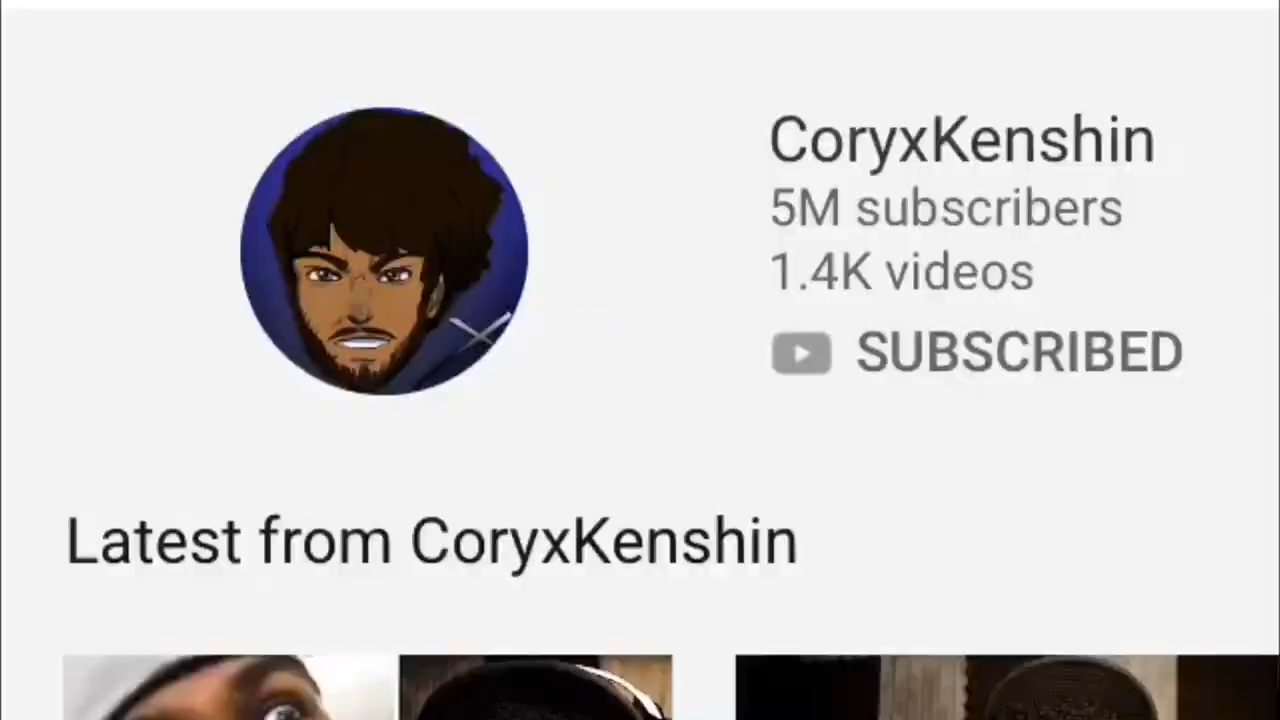 CoryxKenshin
5M subscribers
1.4K videos
SUBSCRIBED
Latest from CoryxKenshin